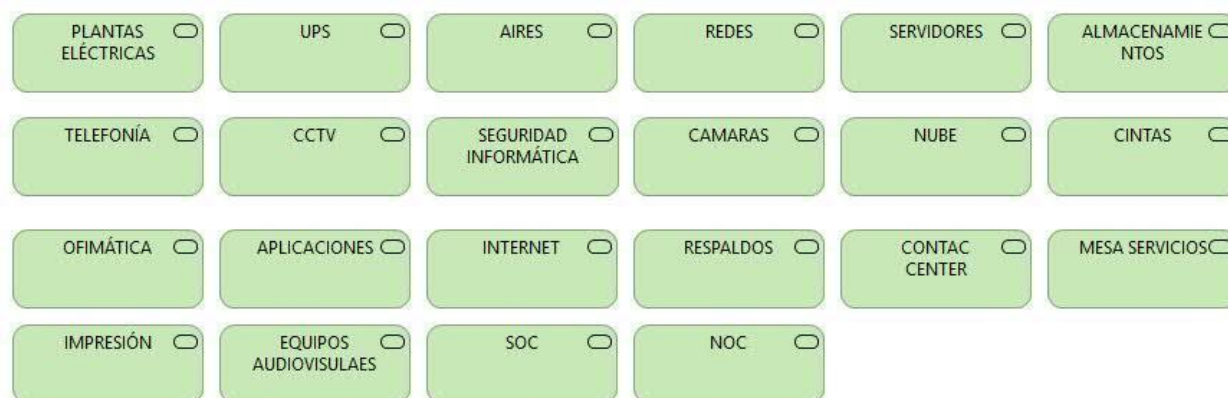 PLANTAS
ELÉCTRICAS
UPS
AIRES
REDES
SERVIDORES
ALMACENAMIE
NTOS
TELEFONÍA
CCTV
SEGURIDAD
INFORMÁTICA
CAMARAS
NUBE
CINTAS
OFIMÁTICA
APLICACIONES
INTERNET
RESPALDOS
CONTAC
CENTER
MESA SERVICIOS
IMPRESIÓN
EQUIPOS
AUDIOVISULAES
SOC
NOC